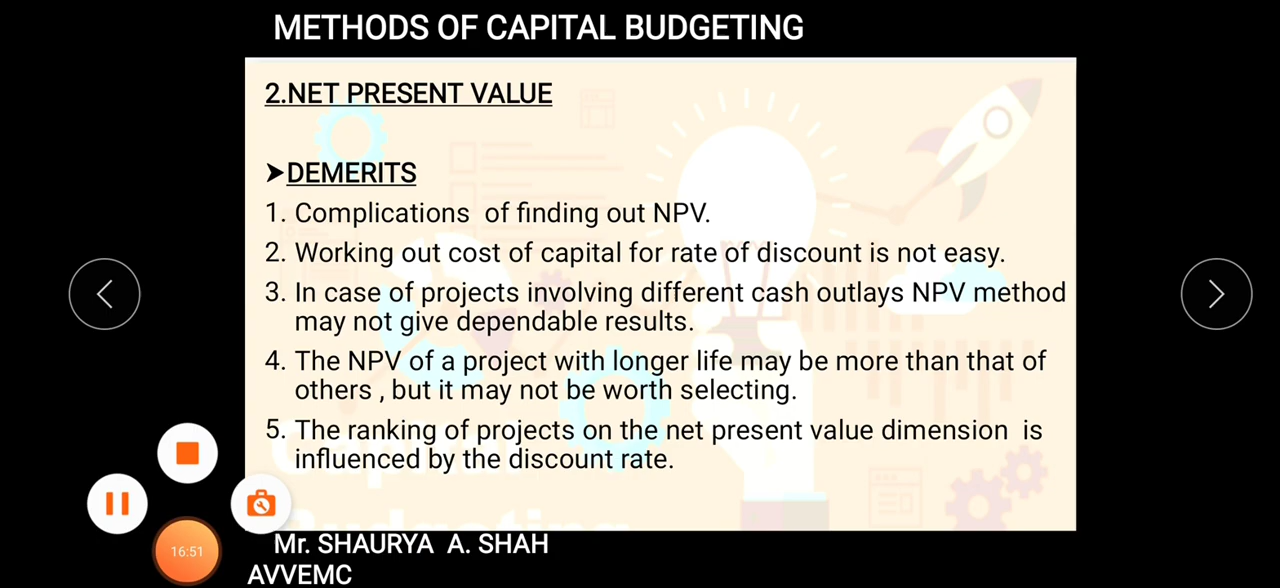 METHODS OF CAPITAL BUDGETING
2.NET PRESENT VALUE
➤DEMERITS
1. Complications of finding out NPV.
2. Working out cost of capital for rate of discount is not easy.
3. In case of projects involving different cash outlays NPV method
may not give dependable results.
4. The NPV of a project with longer life may be more than that of
others , but it may not be worth selecting.
5. The ranking of projects on the net present value dimension is
influenced by the discount rate.
Capital
Budgeting
16:51
Mr. SHAURYA A. SHAH
AVVEMC